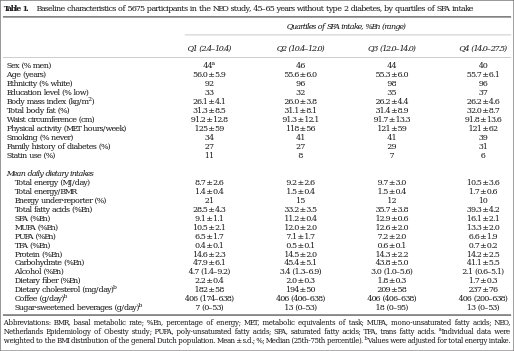 Table 1. Baseline characteristics of 5675 participants in the NEO study, 45–65 years without type 2 diabetes, by quartiles of SFA intake
Quartiles of SFA intake, %En (range)
Q1 (2.4–10.4) Q2 (10.4–12.0) Q3 (12.0–14.0) Q4 (14.0–27.5)
Sex (% men) 44a 46 44 40
Age (years) 56.0 ± 5.9 55.6 ± 6.0 55.3 ± 6.0 55.7 ± 6.1
Ethnicity (% white) 92 96 98 96
Education level (% low) 33 32 35 37
Body mass index (kg/m2) 26.1 ± 4.1 26.0 ± 3.8 26.2 ± 4.4 26.2 ± 4.6
Total body fat (%) 31.3 ± 8.5 31.1 ± 8.1 31.4 ± 8.9 32.0 ± 8.7
Waist circumference (cm) 91.2 ± 12.8 91.3 ± 12.1 91.7 ± 13.3 91.8 ± 13.6
Physical activity (MET hours/week) 125 ± 59 118 ± 56 121 ± 59 121 ± 62
Smoking (% never) 34 41 41 39
Family history of diabetes (%) 27 27 29 31
Statin use (%) 11 8 7 6
Mean daily dietary intakes
Total energy (MJ/day) 8.7 ± 2.6 9.2 ± 2.6 9.7 ± 3.0 10.5 ± 3.6
Total energy/BMR 1.4 ± 0.4 1.5 ± 0.4 1.5 ± 0.4 1.7 ± 0.6
Energy under-reporter (%) 21 15 12 10
Total fatty acids (%En) 28.5 ± 4.3 33.2 ± 3.5 35.7 ± 3.8 39.3 ± 4.2
SFA (%En) 9.1 ± 1.1 11.2 ± 0.4 12.9 ± 0.6 16.1 ± 2.1
MUFA (%En) 10.5 ± 2.1 12.0 ± 2.0 12.6 ± 2.0 13.3 ± 2.0
PUFA (%En) 6.5 ± 1.7 7.1 ± 1.7 7.2 ± 2.0 6.6 ± 1.9
TFA (%En) 0.4 ± 0.1 0.5 ± 0.1 0.6 ± 0.1 0.7 ± 0.2
Protein (%En) 14.6 ± 2.3 14.5 ± 2.0 14.3 ± 2.2 14.2 ± 2.5
Carbohydrate (%En) 47.9 ± 6.1 45.4 ± 5.1 43.8 ± 5.0 41.1 ± 5.5
Alcohol (%En) 4.7 (1.4–9.2) 3.4 (1.3–6.9) 3.0 (1.0–5.6) 2.1 (0.6–5.1)
Dietary fiber (%En) 2.2 ± 0.4 2.0 ± 0.3 1.8 ± 0.3 1.7 ± 0.3
Dietary cholesterol (mg/day)b 182 ± 58 194 ± 50 209 ± 58 237 ± 76
Coffee (g/day)b 406 (174–638) 406 (406–638) 406 (406–638) 406 (200–638)
Sugar-sweetened beverages (g/day)b 7 (0–53) 13 (0–53) 18 (0–95) 13 (0–53)
Abbreviations: BMR, basal metabolic rate; %En, percentage of energy; MET, metabolic equivalents of task; MUFA, mono-unsaturated fatty acids; NEO,
Netherlands Epidemiology of Obesity study; PUFA, poly-unsaturated fatty acids; SFA, saturated fatty acids; TFA, trans fatty acids. aIndividual data were
weighted to the BMI distribution of the general Dutch population. Mean ± s.d.; %; Median (25th-75th percentile). bValues were adjusted for total energy intake.